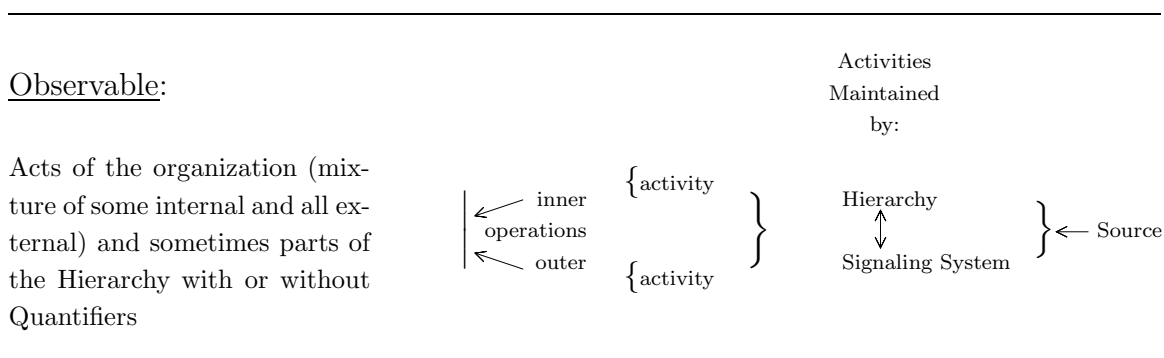 Observable:
Acts of the organization (mix-
ture of some internal and all ex-
ternal) and sometimes parts of
the Hierarchy with or without
Quantifiers
inner
operations
outer
{activity
{activity
}
Activities
Maintained
by:
Hierarchy
Signaling System
} Source